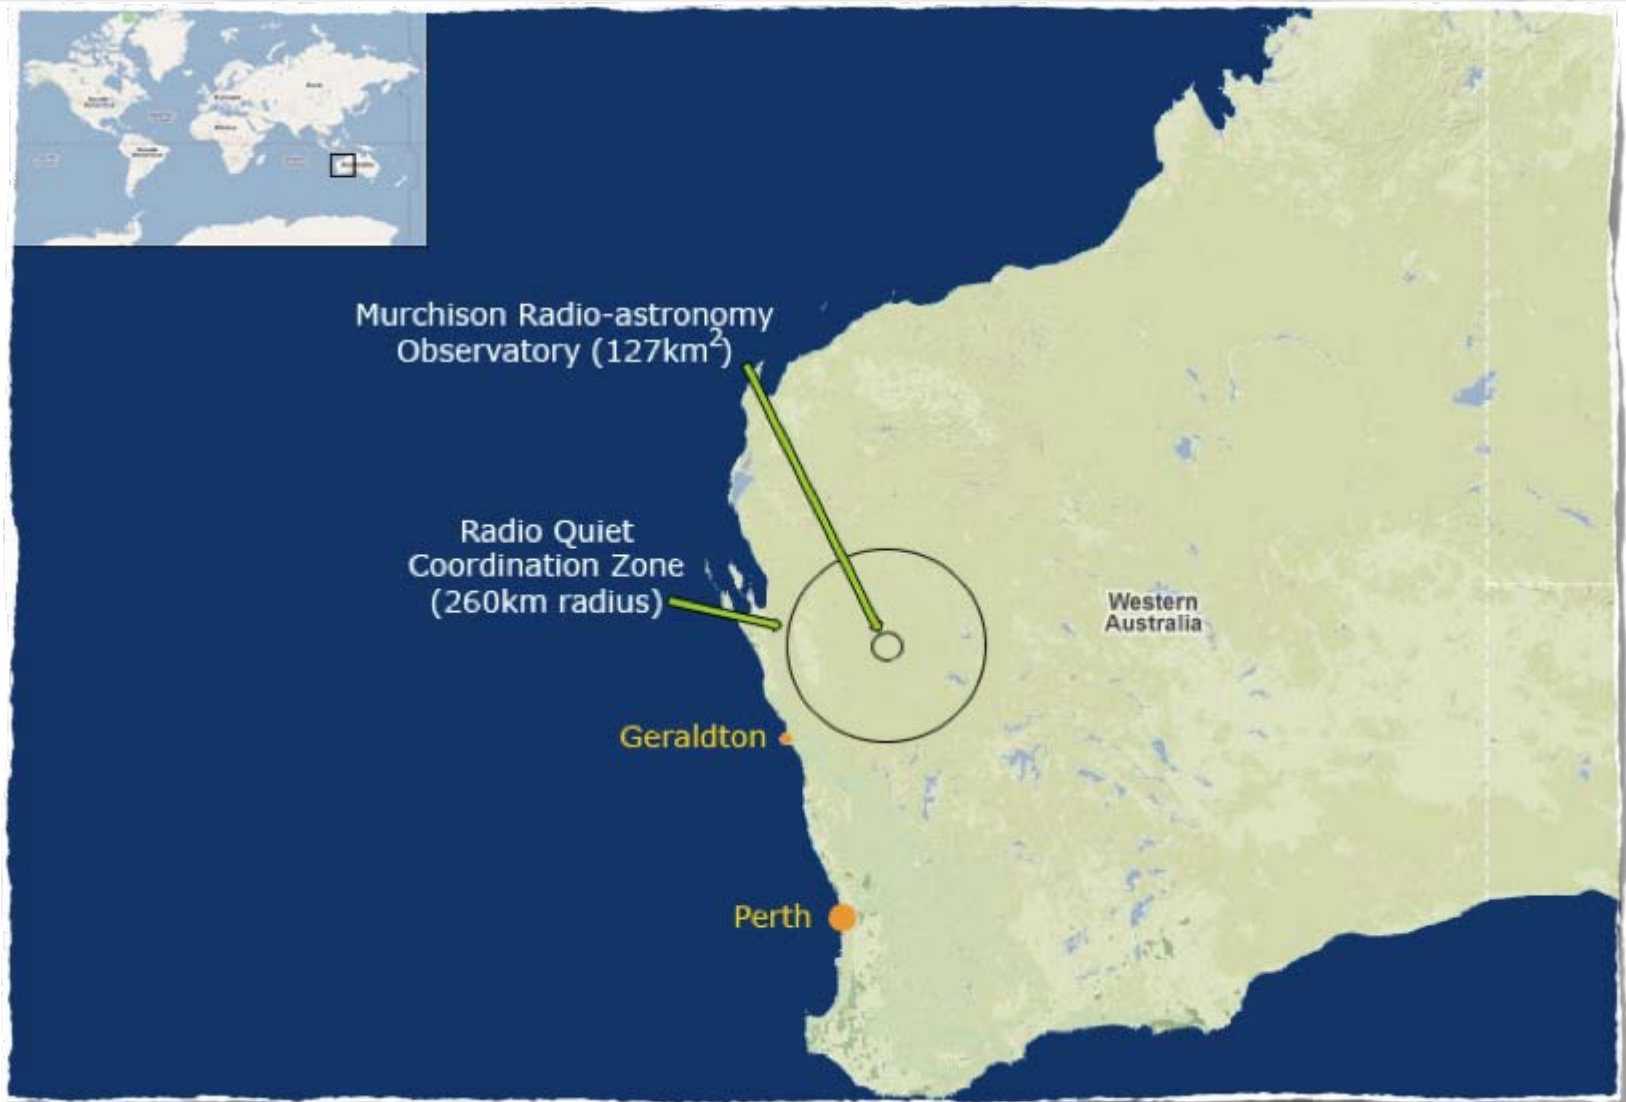 Murchison Radio-astronomy
Observatory (127km²)
Radio Quiet
Coordination Zone
(260km radius)
Western
Australia
Geraldton
Perth